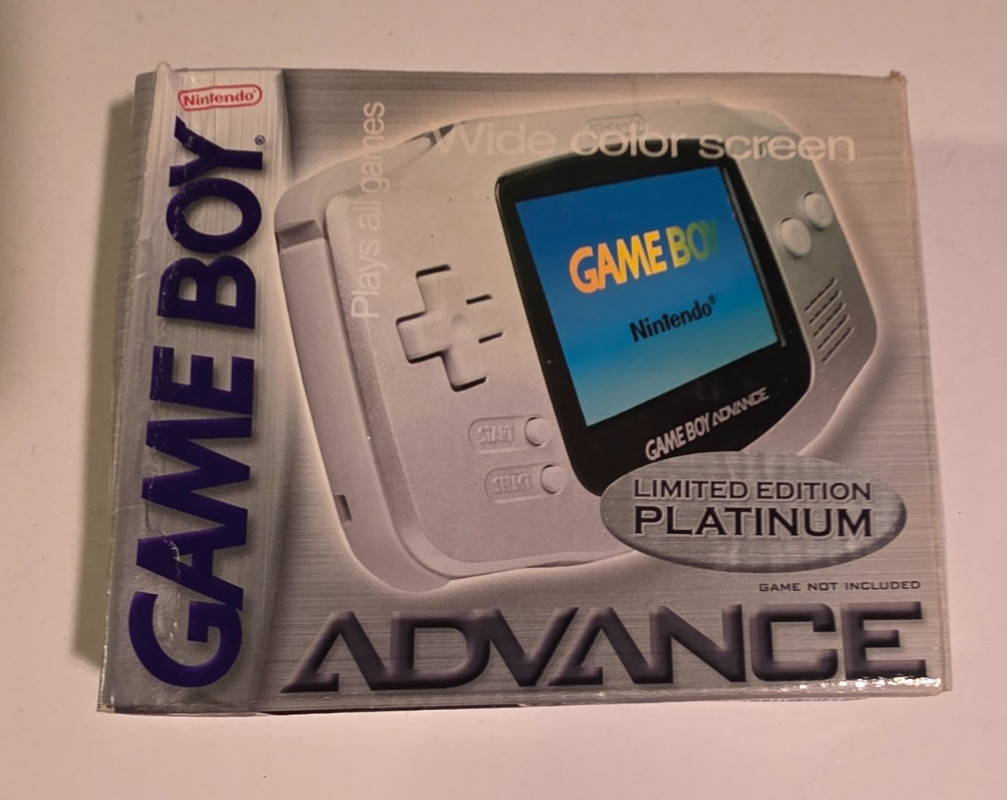 Nintendo®
GAME BOY®
Plays all games
Wide color screen
GAME BOY
Nintendo®
GAME BOY ADVANCE
START
SELECT
LIMITED EDITION
PLATINUM
GAME NOT INCLUDED
ADVANCE